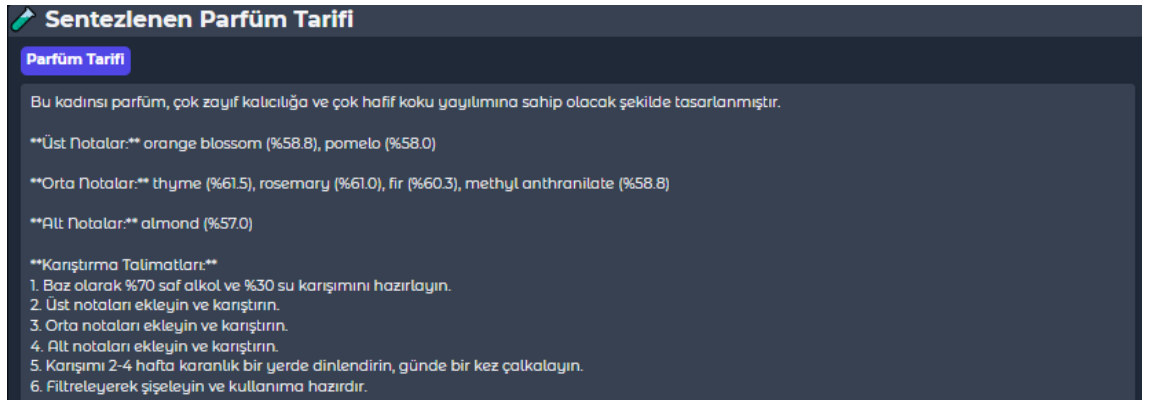 Sentezlenen Parfüm Tarifi
Parfüm Tarifi
Bu kadınsı parfüm, çok zayıf kalıcılığa ve çok hafif koku yayılımına sahip olacak şekilde tasarlanmıştır.
**Üst Notalar:** orange blossom (%58.8), pomelo (%58.0)
**Orta Notalar:** thyme (%61.5), rosemary (%61.0), fir (%60.3), methyl anthranilate (%58.8)
**Alt Notalar:** almond (%57.0)
**Karıştırma Talimatları:**
1. Baz olarak %70 saf alkol ve %30 su karışımını hazırlayın.
2. Üst notaları ekleyin ve karıştırın.
3. Orta notaları ekleyin ve karıştırın.
4. Alt notaları ekleyin ve karıştırın.
5. Karışımı 2-4 hafta karanlık bir yerde dinlendirin, günde bir kez çalkalayın.
6. Filtreleyerek şişeleyin ve kullanıma hazırdır.